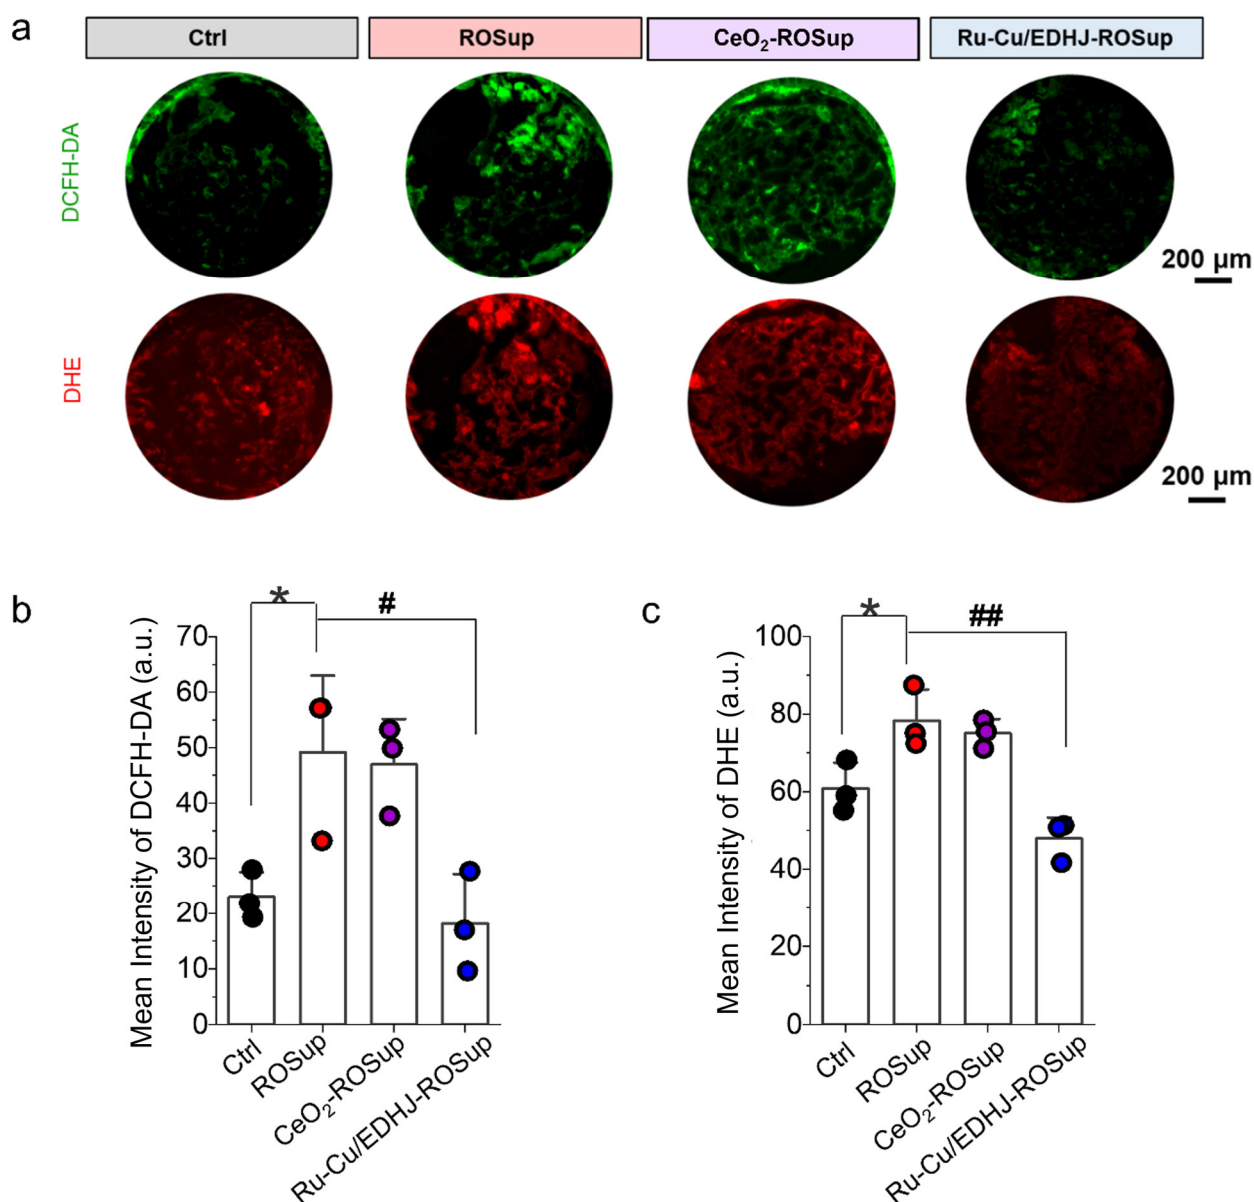 a
Ctrl
ROSup
CeO₂-ROSup
Ru-Cu/EDHJ-ROSup
DCFH-DA
200 μm
DHE
200 μm
b
*
#
Mean Intensity of DCFH-DA (a.u.)
70
60
50
40
30
20
10
0
Ctrl
ROSup
CeO₂-ROSup
Ru-Cu/EDHJ-ROSup
c
*
##
Mean Intensity of DHE (a.u.)
100
80
60
40
20
0
Ctrl
ROSup
CeO₂-ROSup
Ru-Cu/EDHJ-ROSup